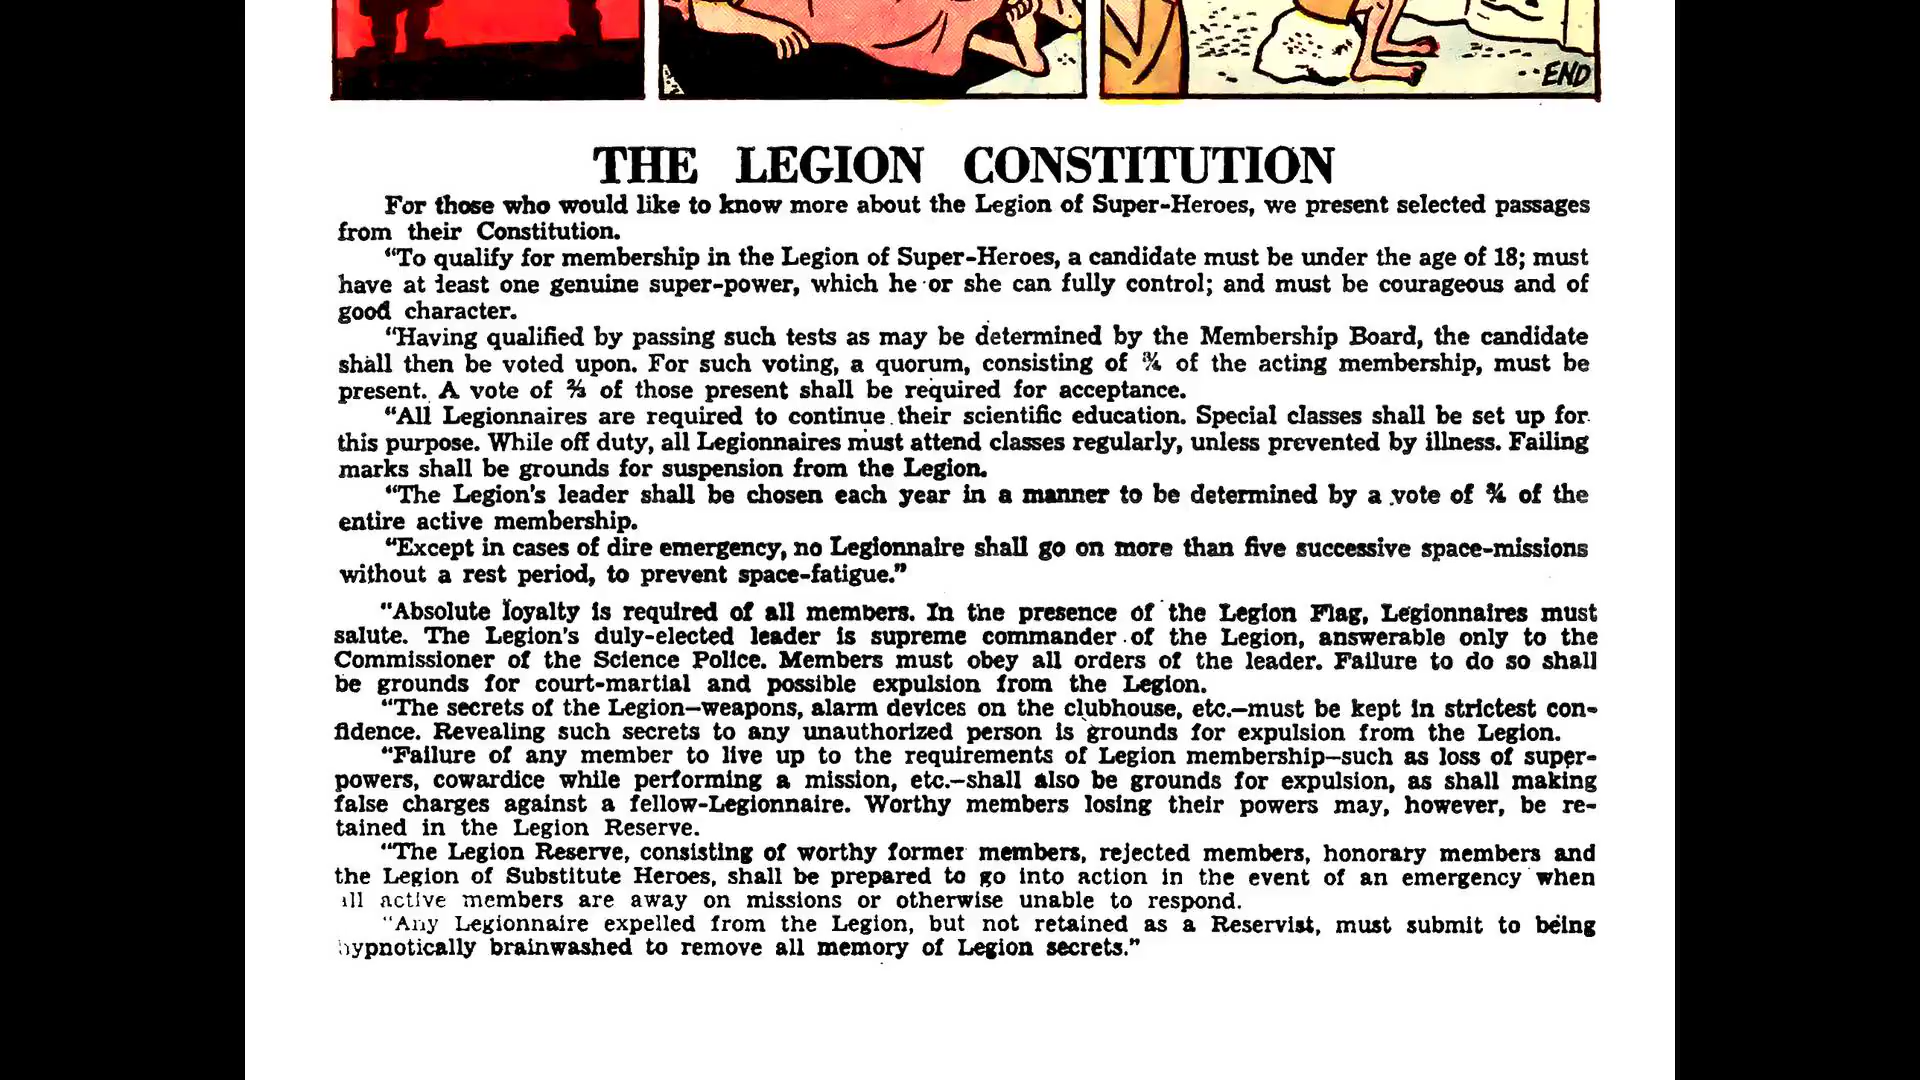 END
THE LEGION CONSTITUTION
For those who would like to know more about the Legion of Super-Heroes, we present selected passages
from their Constitution.
“To qualify for membership in the Legion of Super-Heroes, a candidate must be under the age of 18; must
have at least one genuine super-power, which he or she can fully control; and must be courageous and of
good character.
“Having qualified by passing such tests as may be determined by the Membership Board, the candidate
shall then be voted upon. For such voting, a quorum, consisting of ¾ of the acting membership, must be
present. A vote of ⅔ of those present shall be required for acceptance.
“All Legionnaires are required to continue their scientific education. Special classes shall be set up for
this purpose. While off duty, all Legionnaires must attend classes regularly, unless prevented by illness. Failing
marks shall be grounds for suspension from the Legion.
“The Legion’s leader shall be chosen each year in a manner to be determined by a vote of ¾ of the
entire active membership.
“Except in cases of dire emergency, no Legionnaire shall go on more than five successive space-missions
without a rest period, to prevent space-fatigue.”
“Absolute loyalty is required of all members. In the presence of the Legion Flag, Legionnaires must
salute. The Legion’s duly-elected leader is supreme commander of the Legion, answerable only to the
Commissioner of the Science Police. Members must obey all orders of the leader. Failure to do so shall
be grounds for court-martial and possible expulsion from the Legion.
“The secrets of the Legion—weapons, alarm devices on the clubhouse, etc.—must be kept in strictest con-
fidence. Revealing such secrets to any unauthorized person is grounds for expulsion from the Legion.
“Failure of any member to live up to the requirements of Legion membership—such as loss of super-
powers, cowardice while performing a mission, etc.—shall also be grounds for expulsion, as shall making
false charges against a fellow-Legionnaire. Worthy members losing their powers may, however, be re-
tained in the Legion Reserve.
“The Legion Reserve, consisting of worthy former members, rejected members, honorary members and
the Legion of Substitute Heroes, shall be prepared to go into action in the event of an emergency when
all active members are away on missions or otherwise unable to respond.
“Any Legionnaire expelled from the Legion, but not retained as a Reservist, must submit to being
hypnotically brainwashed to remove all memory of Legion secrets.”